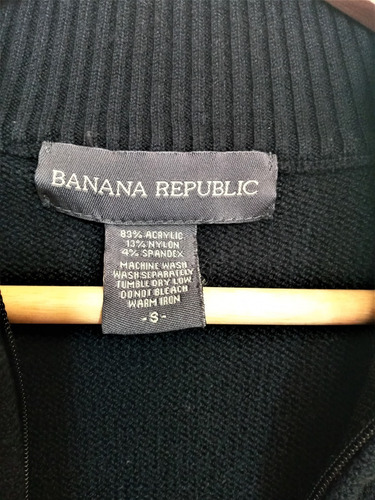 BANANA REPUBLIC
83% ACRYLIC
13% NYLON
4% SPANDEX
MACHINE WASH
WASH SEPARATELY
TUMBLE DRY LOW
DO NOT BLEACH
WARM IRON
-S-